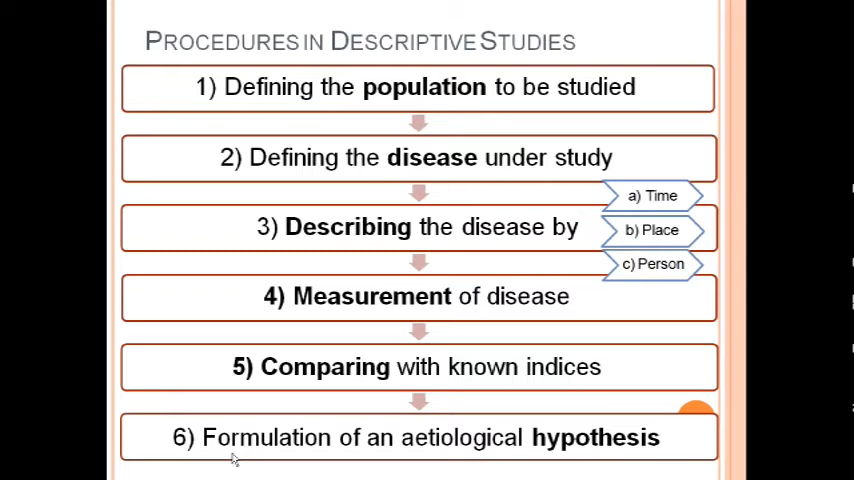 PROCEDURES IN DESCRIPTIVE STUDIES
1) Defining the population to be studied
2) Defining the disease under study
a) Time
3) Describing the disease by
b) Place
c) Person
4) Measurement of disease
5) Comparing with known indices
6) Formulation of an aetiological hypothesis